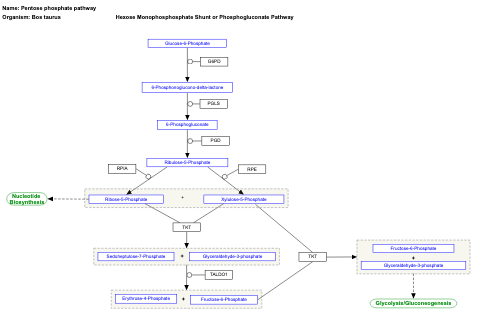 Name: Pentose phosphate pathway
Organism: Bos taurus
Hexose Monophosphosphate Shunt or Phosphogluconate Pathway
Glucose-6-Phosphate
G6PD
6-Phosphonoglucono-delta-lactone
PGLS
6-Phosphogluconate
PGD
Ribulose-5-Phosphate
RPIA
RPE
Nucleotide
Biosynthesis
Ribose-5-Phosphate
+
Xylulose-5-Phosphate
TKT
Fructose-6-Phosphate
+
Glyceraldehyde-3-phosphate
Sedoheptulose-7-Phosphate
+
Glyceraldehyde-3-phosphate
TKT
TALDO1
Erythrose-4-Phosphate
+
Fructose-6-Phosphate
Glycolysis/Gluconeogenesis